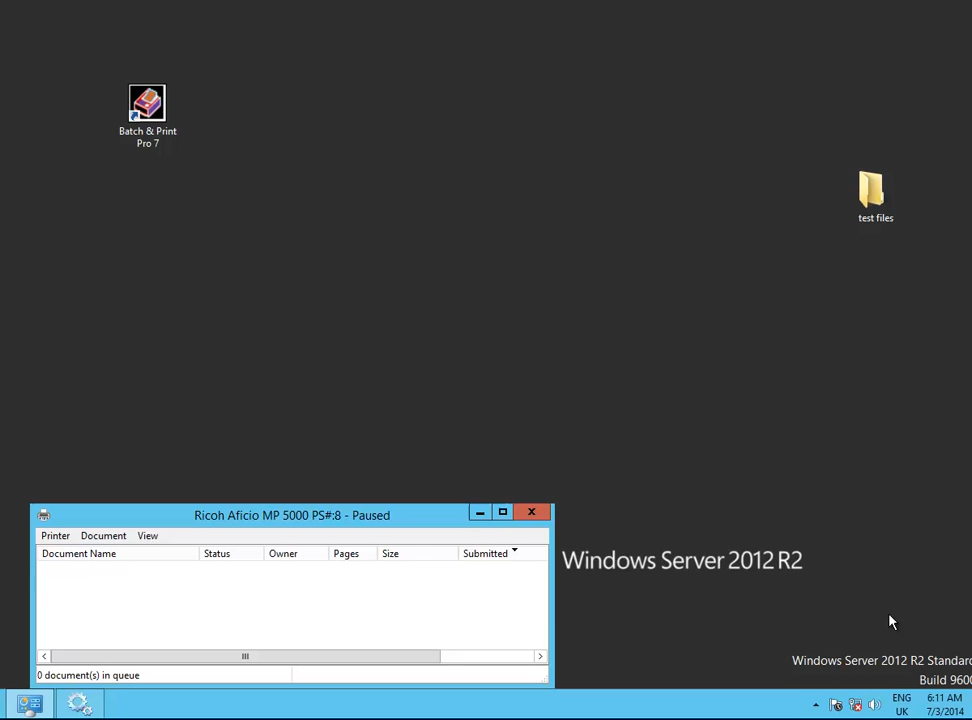 Batch & Print
Pro 7
test files
Ricoh Aficio MP 5000 PS#:8 - Paused
Printer Document View
Document Name Status Owner Pages Size Submitted
0 document(s) in queue
Windows Server 2012 R2
Windows Server 2012 R2 Standard
Build 9600
ENG 6:11 AM
UK 7/3/2014